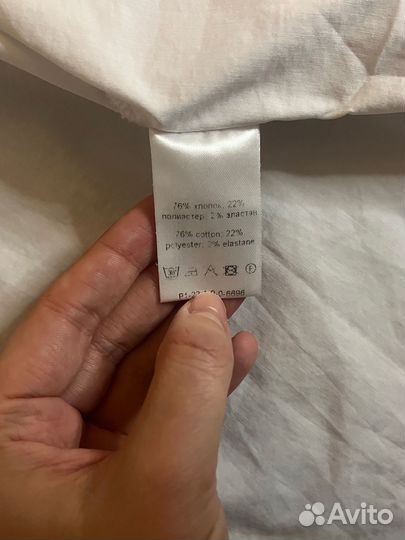 76% хлопок, 22%
полиэстер, 2% эластан
76% cotton, 22%
polyester, 2% elastane
Avito